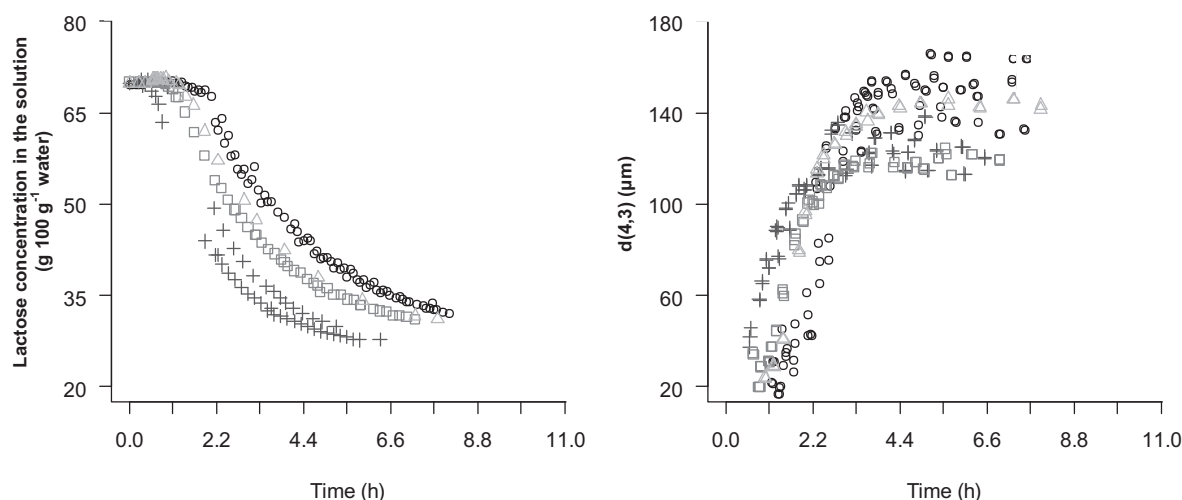 Lactose concentration in the solution
(g 100 g⁻¹ water)
80
65
50
35
20
0.0 2.2 4.4 6.6 8.8 11.0
Time (h)
d(4,3) (µm)
180
140
100
60
20
0.0 2.2 4.4 6.6 8.8 11.0
Time (h)